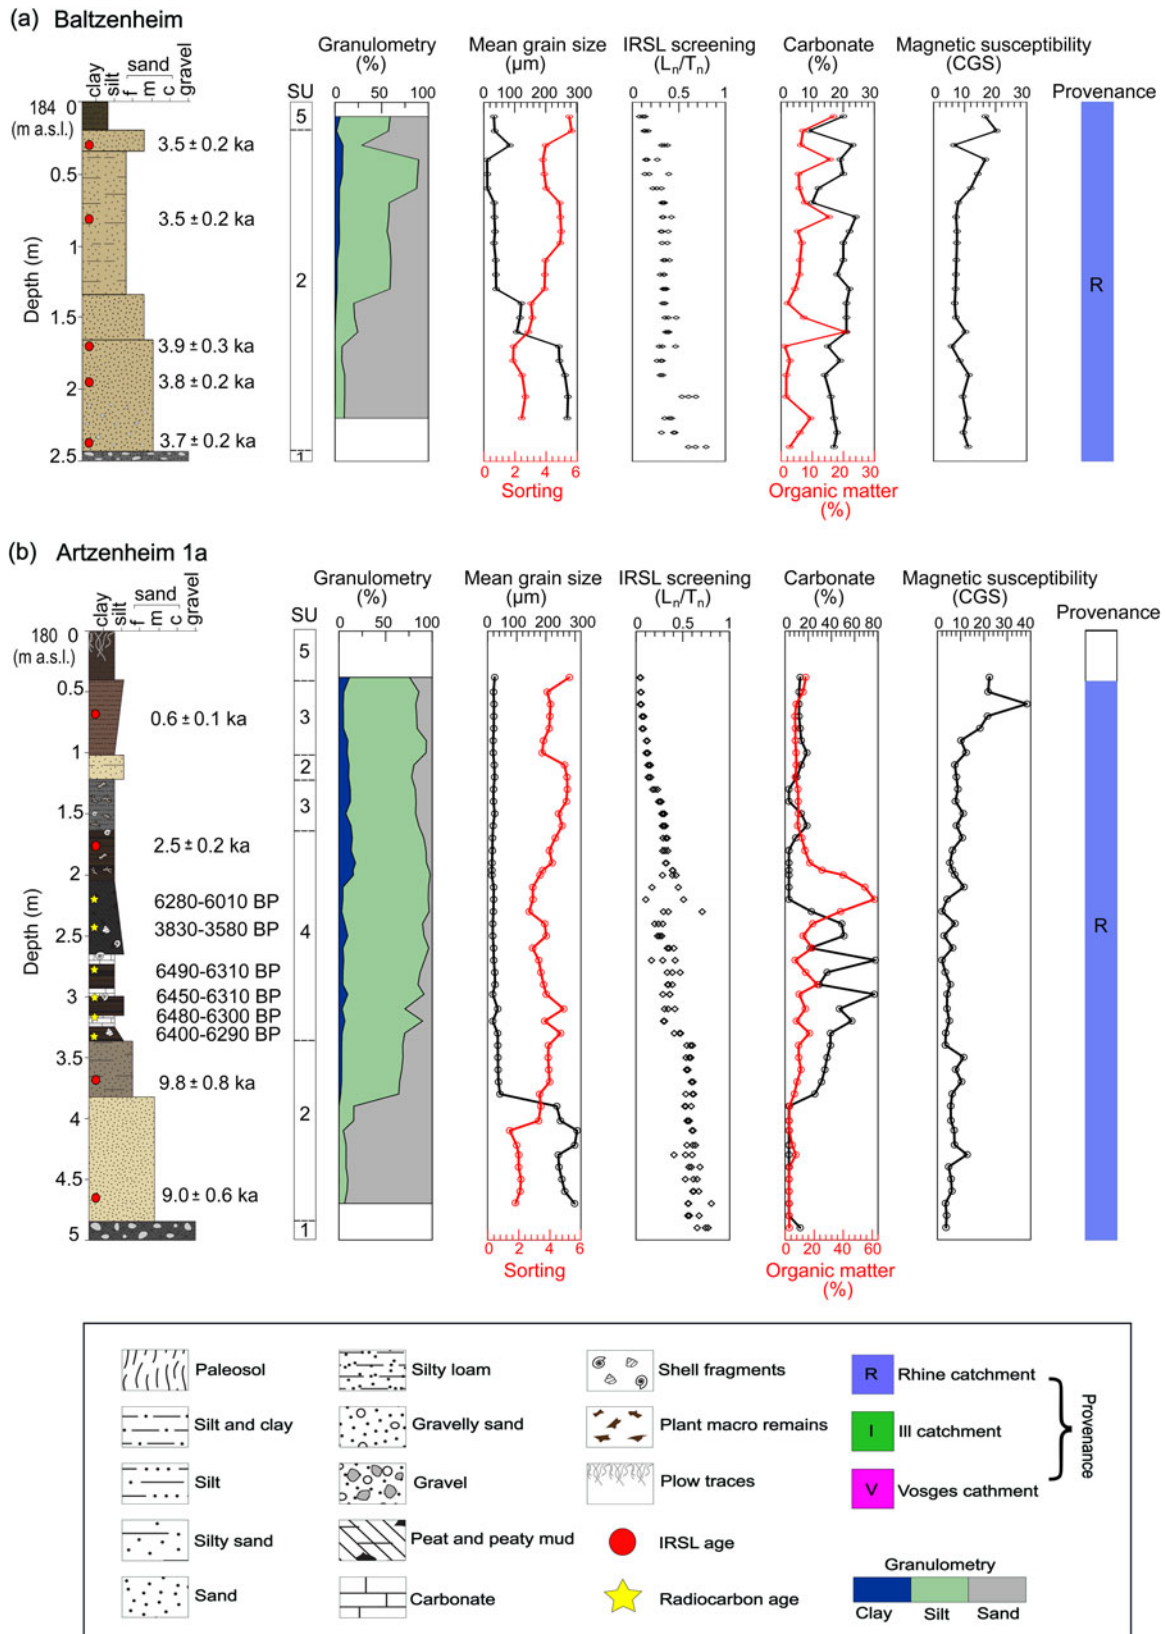 (a) Baltzenheim
sand
clay
silt
f
m
c
gravel
SU
Granulometry
(%)
0 50 100
Mean grain size
(µm)
0 100 200 300
IRSL screening
(Ln/Tn)
0 0.5 1
Carbonate
(%)
0 10 20 30
Magnetic susceptibility
(CGS)
0 10 20 30
Provenance
184
(m a.s.l.)
Depth (m)
0
0.5
1
1.5
2
2.5
3.5 ± 0.2 ka
3.5 ± 0.2 ka
3.9 ± 0.3 ka
3.8 ± 0.2 ka
3.7 ± 0.2 ka
5
2
1
R
0 2 4 6
Sorting
0 10 20 30
Organic matter
(%)
(b) Artzenheim 1a
sand
clay
silt
f
m
c
gravel
SU
Granulometry
(%)
0 50 100
Mean grain size
(µm)
0 100 200 300
IRSL screening
(Ln/Tn)
0 0.5 1
Carbonate
(%)
0 20 40 60 80
Magnetic susceptibility
(CGS)
0 10 20 30 40
Provenance
180
(m a.s.l.)
Depth (m)
0
0.5
1
1.5
2
2.5
3
3.5
4
4.5
5
0.6 ± 0.1 ka
2.5 ± 0.2 ka
6280-6010 BP
3830-3580 BP
6490-6310 BP
6450-6310 BP
6480-6300 BP
6400-6290 BP
9.8 ± 0.8 ka
9.0 ± 0.6 ka
5
3
2
3
4
2
1
R
0 2 4 6
Sorting
0 20 40 60
Organic matter
(%)
Paleosol
Silt and clay
Silt
Silty sand
Sand
Silty loam
Gravelly sand
Gravel
Peat and peaty mud
Carbonate
Shell fragments
Plant macro remains
Plow traces
IRSL age
Radiocarbon age
R Rhine catchment
I Ill catchment
V Vosges cathment
Provenance
Granulometry
Clay Silt Sand